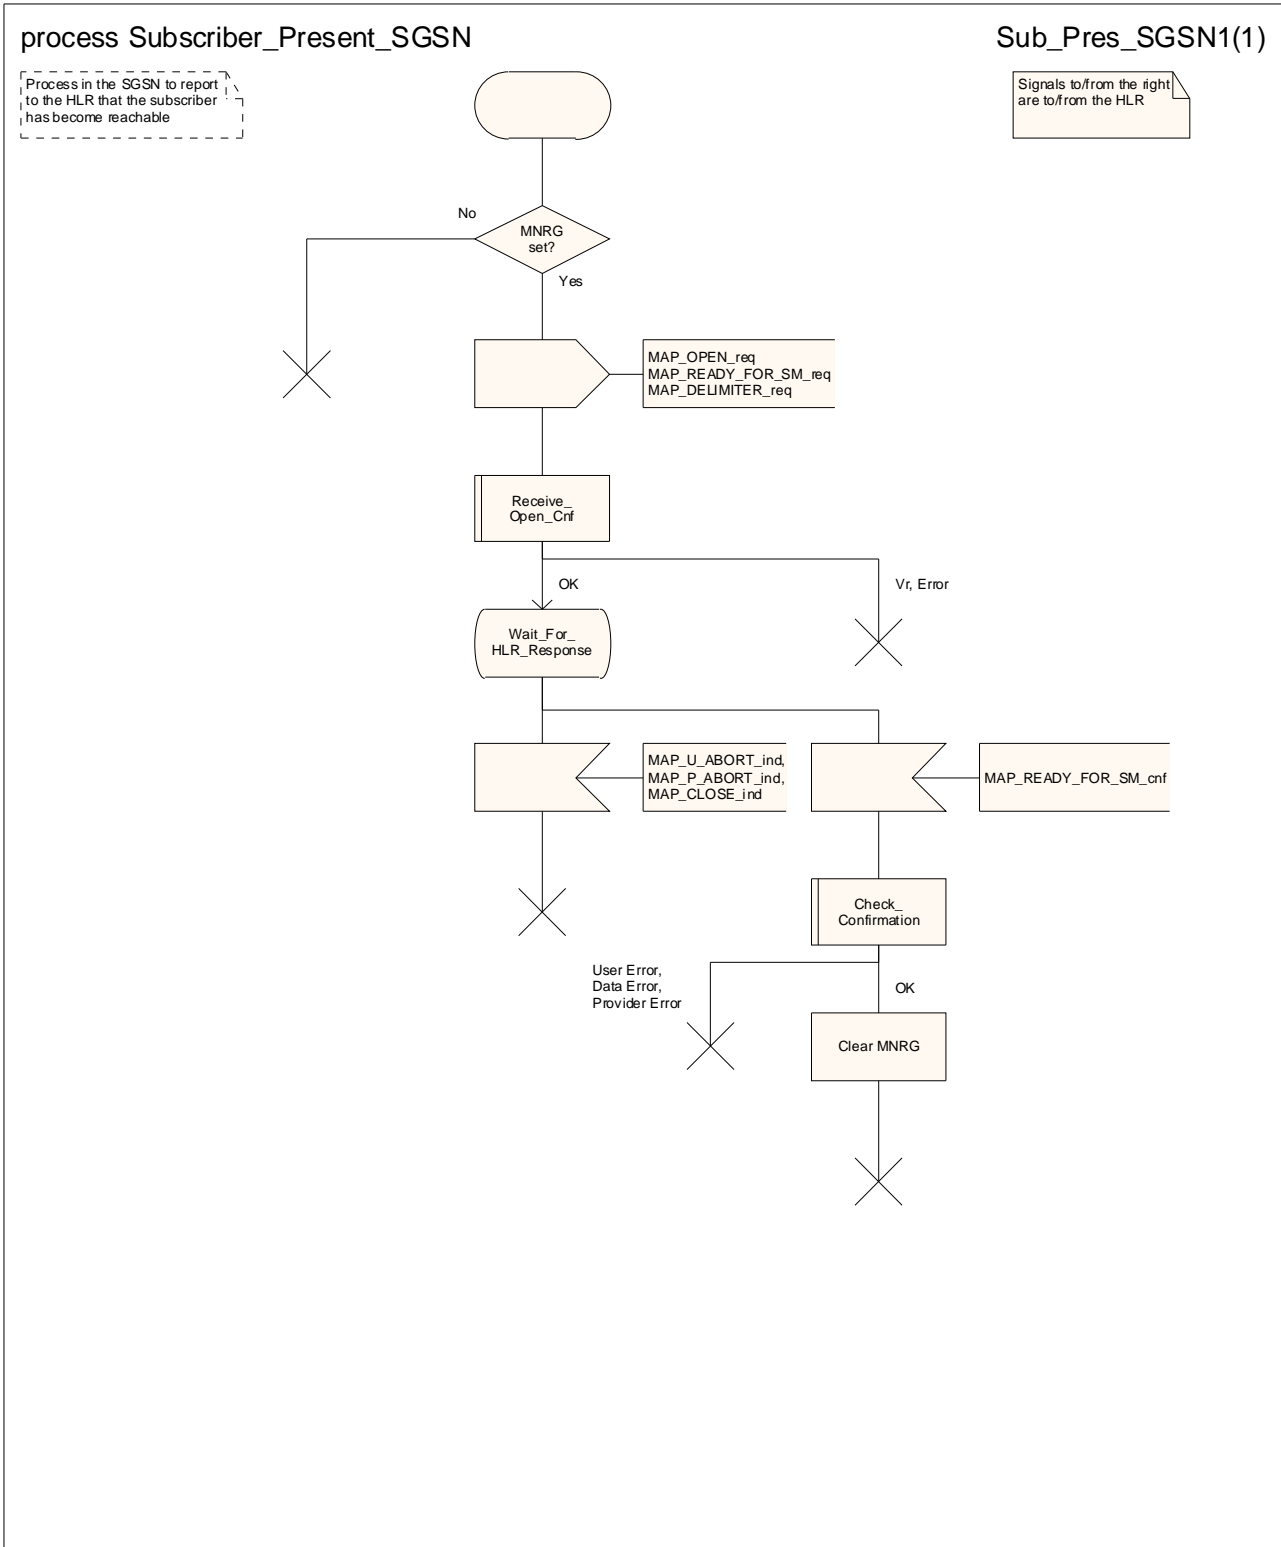 process Subscriber_Present_SGSN
Sub_Pres_SGSN1(1)
Process in the SGSN to report
to the HLR that the subscriber
has become reachable
Signals to/from the right
are to/from the HLR
No
MNRG
set?
Yes
MAP_OPEN_req
MAP_READY_FOR_SM_req
MAP_DELIMITER_req
Receive_
Open_Cnf
OK
Vr, Error
Wait_For_
HLR_Response
MAP_U_ABORT_ind,
MAP_P_ABORT_ind,
MAP_CLOSE_ind
MAP_READY_FOR_SM_cnf
Check_
Confirmation
User Error,
Data Error,
Provider Error
OK
Clear MNRG